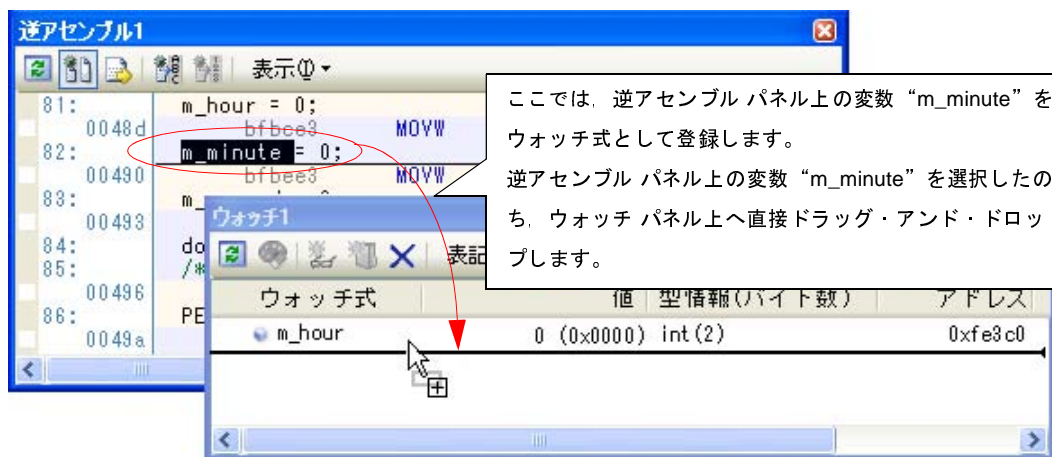 逆アセンブル1
表示(D)
81: m_hour = 0;
0048d bfbce3 MOVW
82: m_minute = 0;
00490 bfbee3 MOVW
83: m_
00493
84: do
85: /*
00496
86: PE
0049a
ここでは，逆アセンブル パネル上の変数“m_minute”を
ウォッチ式として登録します。
逆アセンブル パネル上の変数“m_minute”を選択したの
ち，ウォッチ パネル上へ直接ドラッグ・アンド・ドロッ
プします。
ウォッチ1
表記
ウォッチ式 値 型情報(バイト数) アドレス
m_hour 0 (0x0000) int(2) 0xfe3c0